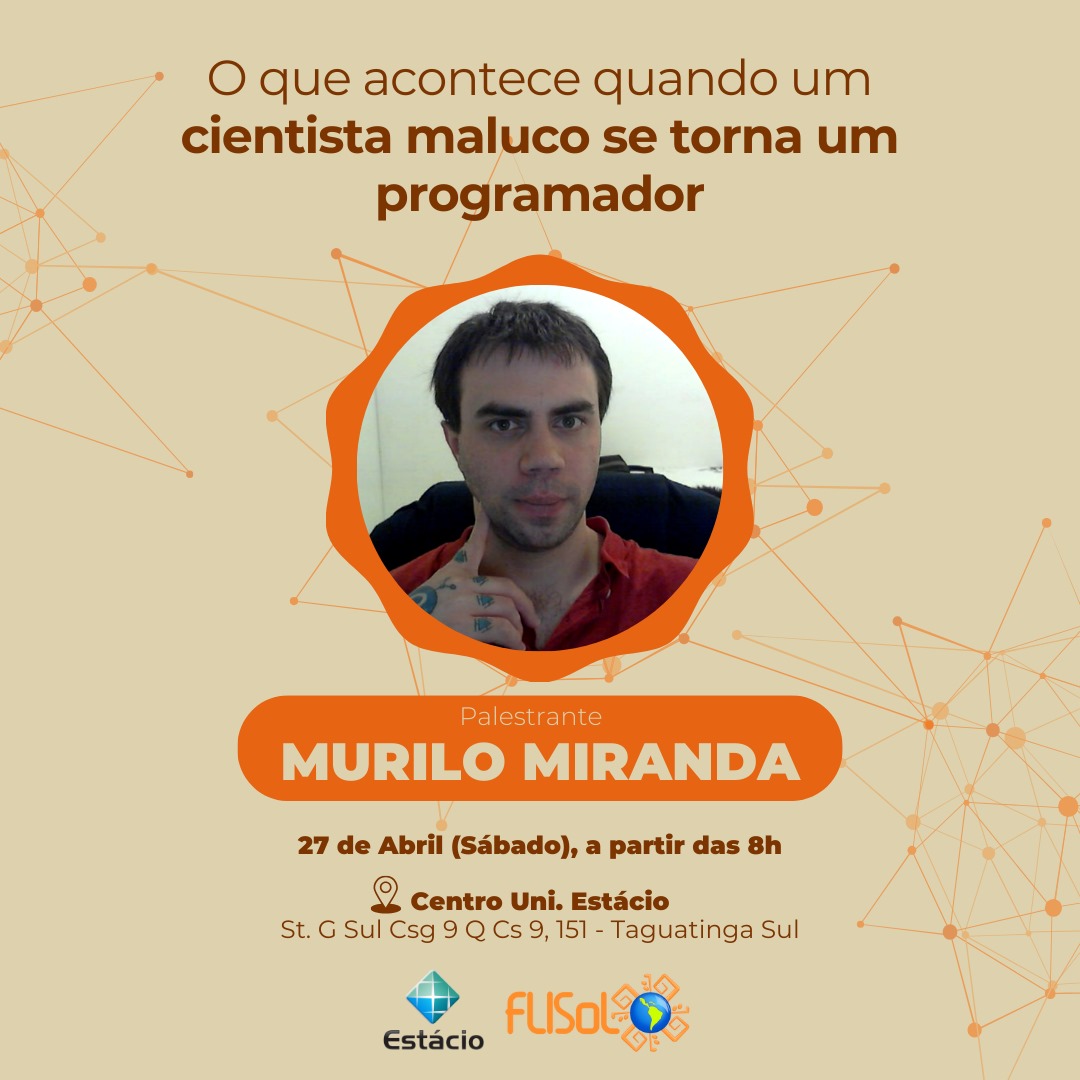 O que acontece quando um
cientista maluco se torna um
programador
Palestrante
MURILO MIRANDA
27 de Abril (Sábado), a partir das 8h
Centro Uni. Estácio
St. G Sul Csg 9 Q Cs 9, 151 - Taguatinga Sul
Estácio
FLISol